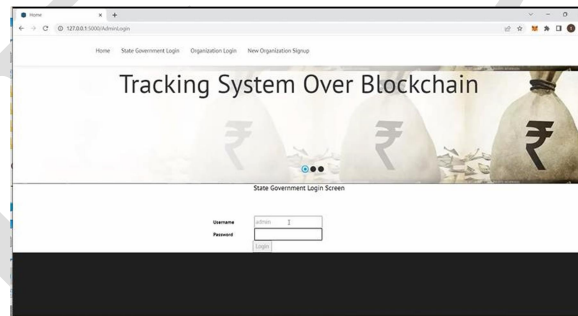 Home
127.0.0.1:5000/AdminLogin
Home State Government Login Organization Login New Organization Signup
Tracking System Over Blockchain
₹ ₹ ₹
State Government Login Screen
Username admin
Password
Login